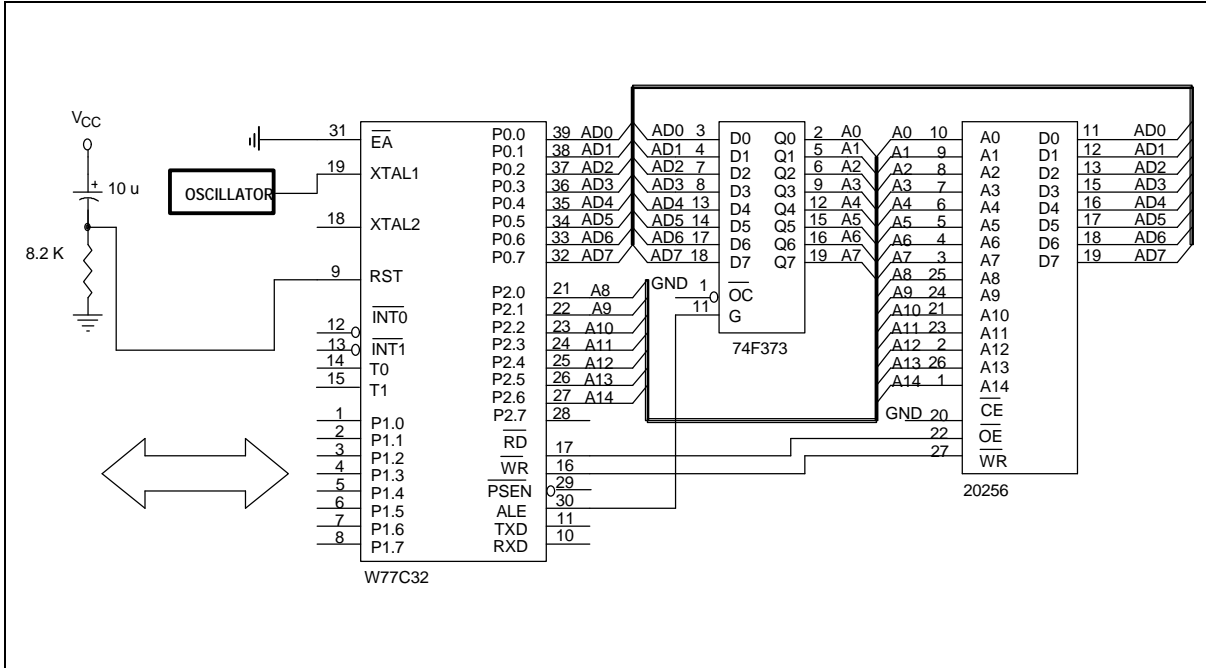 VCC
10 u
8.2 K
OSCILLATOR
31 EA
19 XTAL1
18 XTAL2
9 RST
12 INT0
13 INT1
14 T0
15 T1
1 P1.0
2 P1.1
3 P1.2
4 P1.3
5 P1.4
6 P1.5
7 P1.6
8 P1.7
P0.0 39 AD0
P0.1 38 AD1
P0.2 37 AD2
P0.3 36 AD3
P0.4 35 AD4
P0.5 34 AD5
P0.6 33 AD6
P0.7 32 AD7
P2.0 21 A8
P2.1 22 A9
P2.2 23 A10
P2.3 24 A11
P2.4 25 A12
P2.5 26 A13
P2.6 27 A14
P2.7 28
RD 17
WR 16
PSEN 29
ALE 30
TXD 11
RXD 10
W77C32
AD0 3 D0 Q0 2 A0
AD1 4 D1 Q1 5 A1
AD2 7 D2 Q2 6 A2
AD3 8 D3 Q3 9 A3
AD4 13 D4 Q4 12 A4
AD5 14 D5 Q5 15 A5
AD6 17 D6 Q6 16 A6
AD7 18 D7 Q7 19 A7
GND 1 OC
11 G
74F373
A0 10 A0 D0 11 AD0
A1 9 A1 D1 12 AD1
A2 8 A2 D2 13 AD2
A3 7 A3 D3 15 AD3
A4 6 A4 D4 16 AD4
A5 5 A5 D5 17 AD5
A6 4 A6 D6 18 AD6
A7 3 A7 D7 19 AD7
A8 25 A8
A9 24 A9
A10 21 A10
A11 23 A11
A12 2 A12
A13 26 A13
A14 1 A14
GND 20 CE
22 OE
27 WR
20256